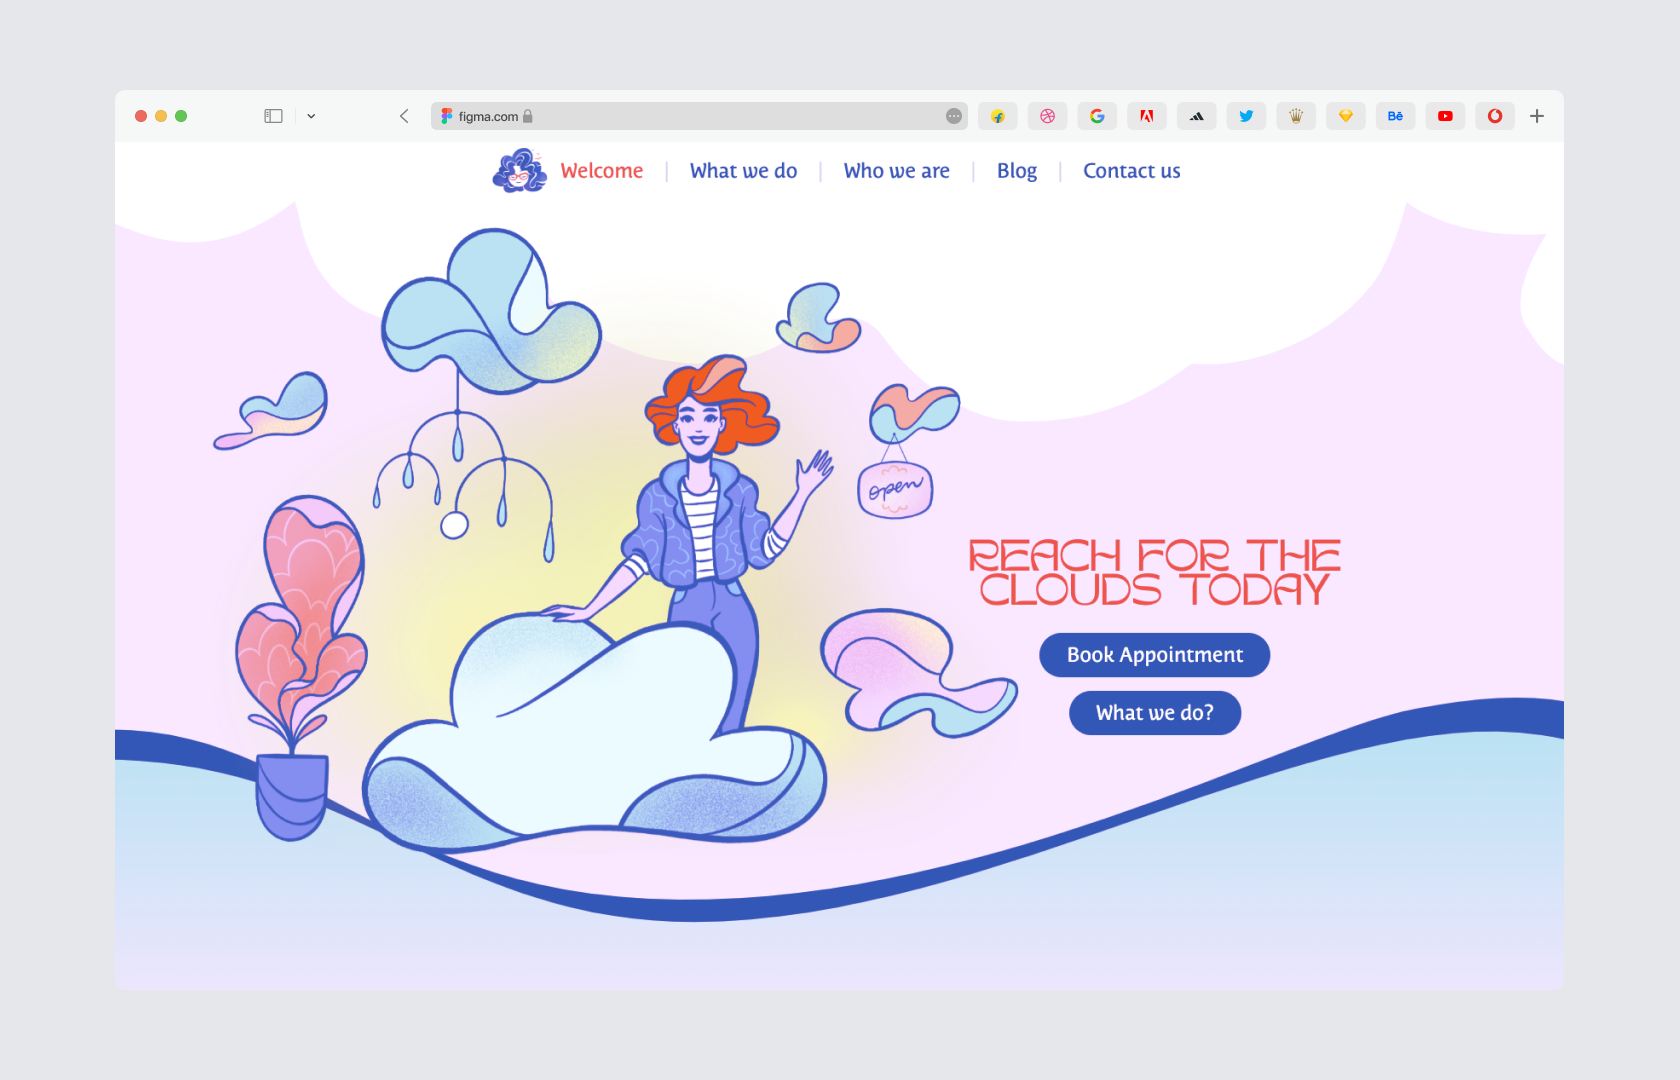 figma.com
Bē
Welcome | What we do | Who we are | Blog | Contact us
open
REACH FOR THE
CLOUDS TODAY
Book Appointment
What we do?